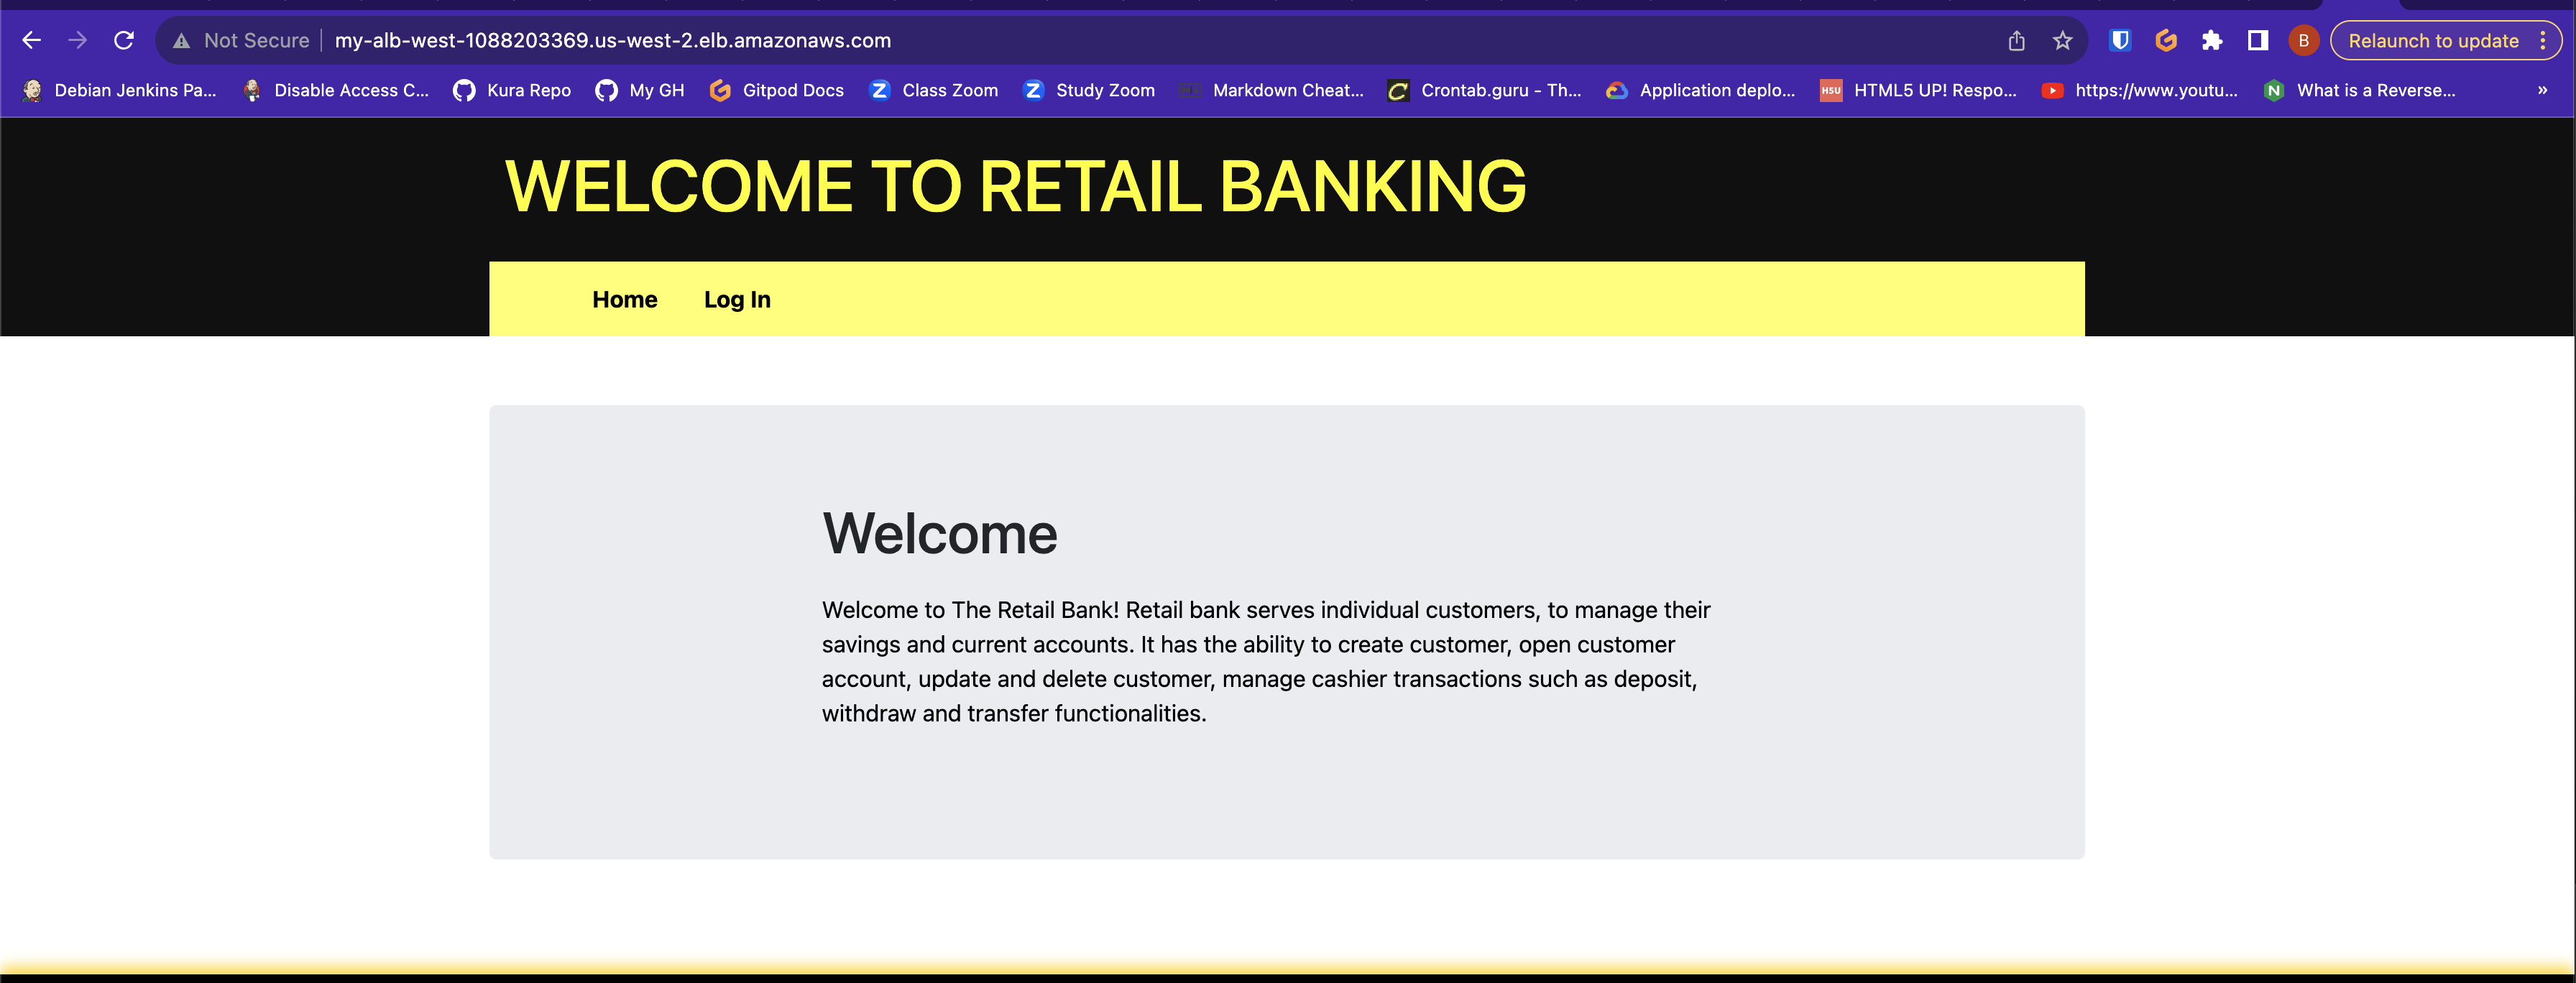 Not Secure my-alb-west-1088203369.us-west-2.elb.amazonaws.com B Relaunch to update
Debian Jenkins Pa... Disable Access C... Kura Repo My GH Gitpod Docs Class Zoom Study Zoom Markdown Cheat... Crontab.guru - Th... Application deplo... H5U HTML5 UP! Respo... https://www.youtu... What is a Reverse... »
WELCOME TO RETAIL BANKING
Home Log In
Welcome
Welcome to The Retail Bank! Retail bank serves individual customers, to manage their
savings and current accounts. It has the ability to create customer, open customer
account, update and delete customer, manage cashier transactions such as deposit,
withdraw and transfer functionalities.